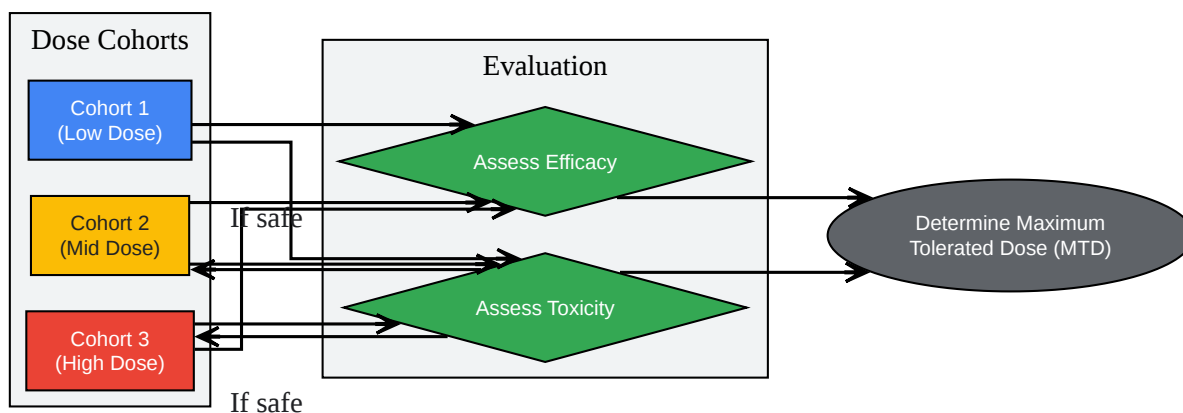 Dose Cohorts
Cohort 1
(Low Dose)
Cohort 2
(Mid Dose)
Cohort 3
(High Dose)
If safe
If safe
Evaluation
Assess Efficacy
Assess Toxicity
Determine Maximum
Tolerated Dose (MTD)